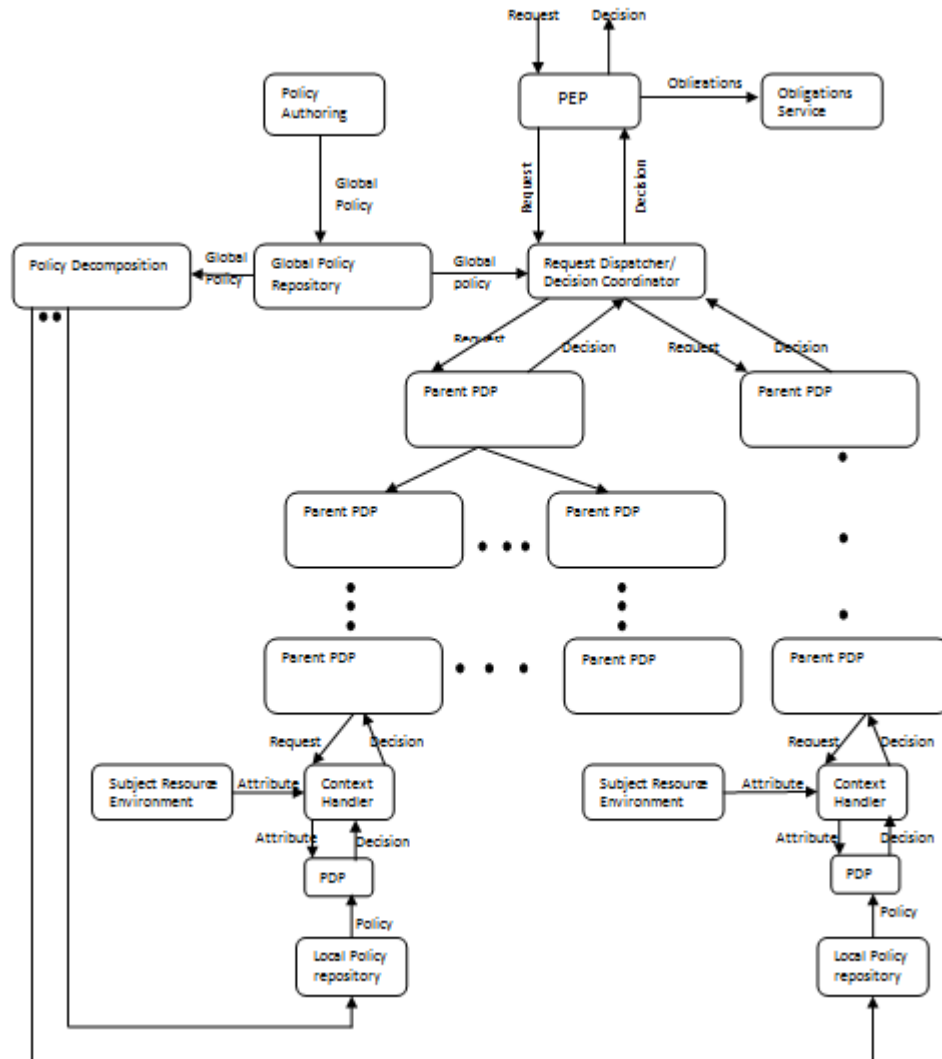 Request
Decision
Policy
Authoring
PEP
Obligations
Obligations
Service
Request
Decision
Global
Policy
Policy Decomposition
Global
Policy
Global Policy
Repository
Global
policy
Request Dispatcher/
Decision Coordinator
Request
Decision
Request
Decision
Parent PDP
Parent PDP
Parent PDP
Parent PDP
Parent PDP
Parent PDP
Parent PDP
Request
Decision
Request
Decision
Subject Resource
Environment
Attribute
Context
Handler
Subject Resource
Environment
Attribute
Context
Handler
Attribute
Decision
Attribute
Decision
PDP
PDP
Policy
Policy
Local Policy
repository
Local Policy
repository